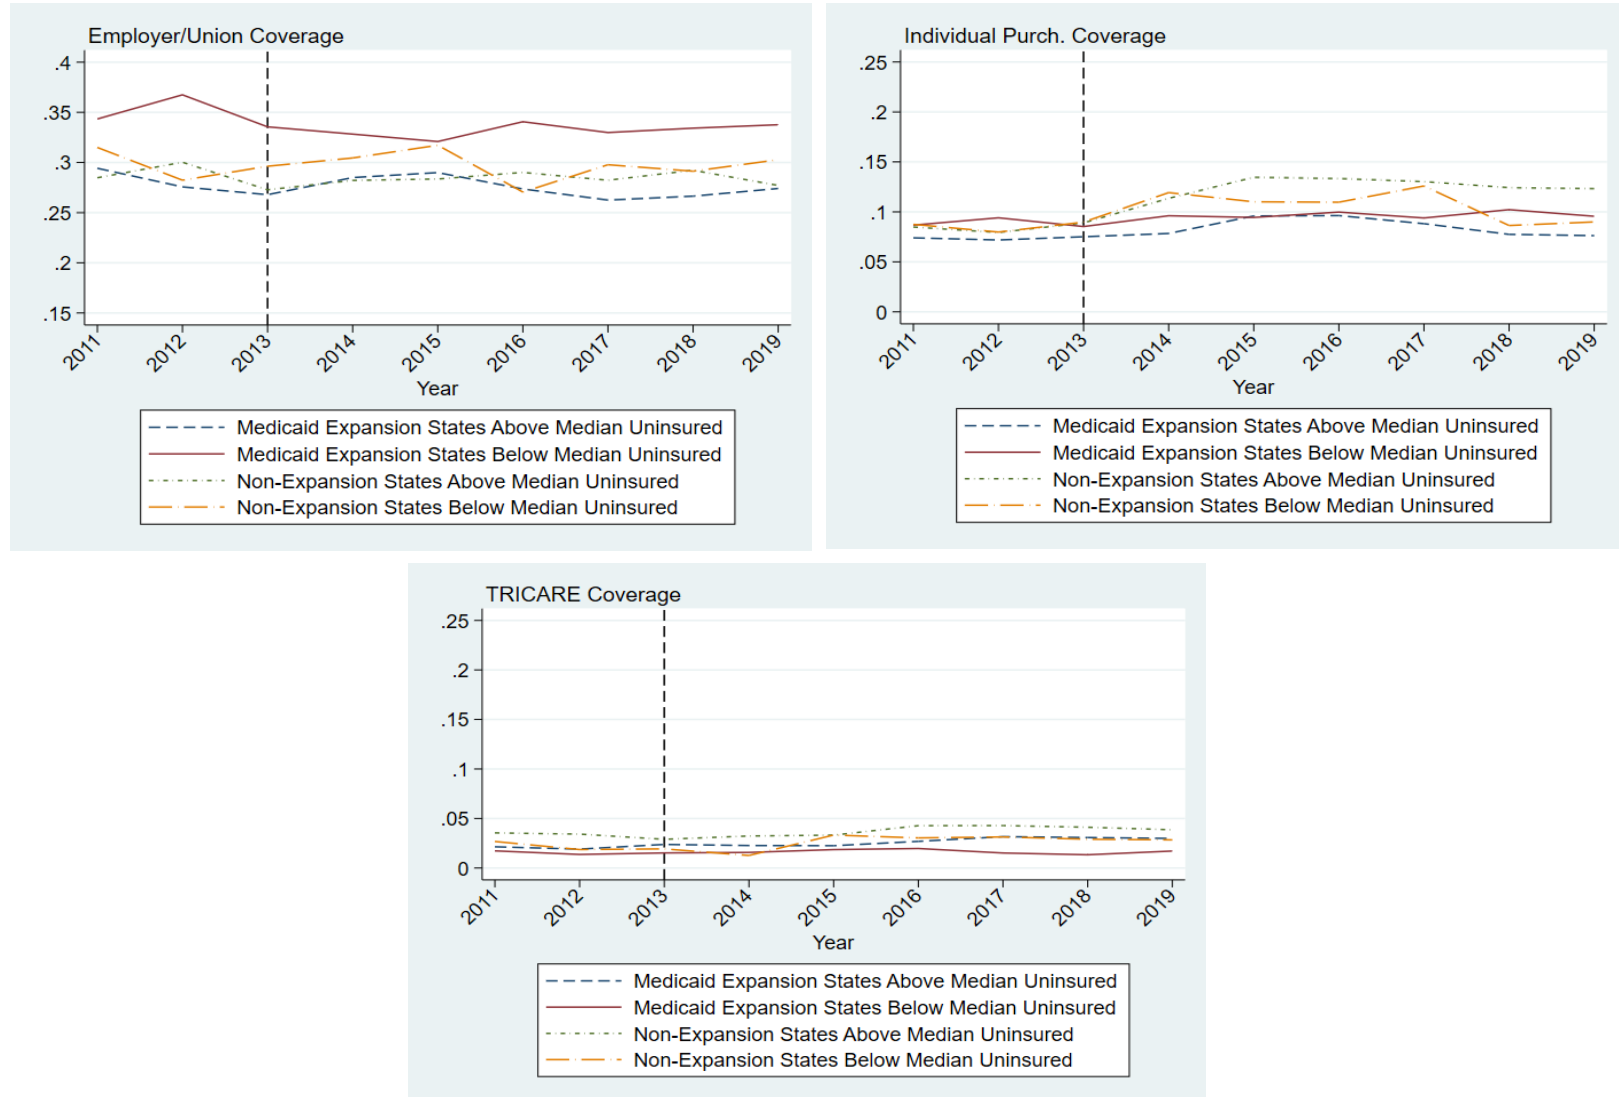 Employer/Union Coverage
.4
.35
.3
.25
.2
.15
2011 2012 2013 2014 2015 2016 2017 2018 2019
Year
Medicaid Expansion States Above Median Uninsured
Medicaid Expansion States Below Median Uninsured
Non-Expansion States Above Median Uninsured
Non-Expansion States Below Median Uninsured
Individual Purch. Coverage
.25
.2
.15
.1
.05
0
2011 2012 2013 2014 2015 2016 2017 2018 2019
Year
Medicaid Expansion States Above Median Uninsured
Medicaid Expansion States Below Median Uninsured
Non-Expansion States Above Median Uninsured
Non-Expansion States Below Median Uninsured
TRICARE Coverage
.25
.2
.15
.1
.05
0
2011 2012 2013 2014 2015 2016 2017 2018 2019
Year
Medicaid Expansion States Above Median Uninsured
Medicaid Expansion States Below Median Uninsured
Non-Expansion States Above Median Uninsured
Non-Expansion States Below Median Uninsured